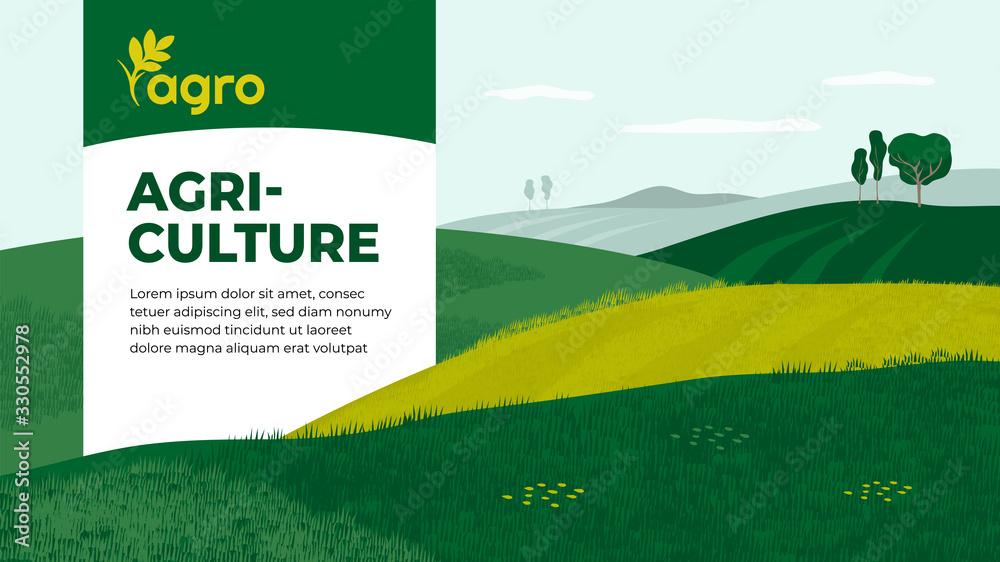 agro
AGRI-
CULTURE
Lorem ipsum dolor sit amet, consec
tetuer adipiscing elit, sed diam nonumy
nibh euismod tincidunt ut laoreet
dolore magna aliquam erat volutpat
Adobe Stock | #330552978